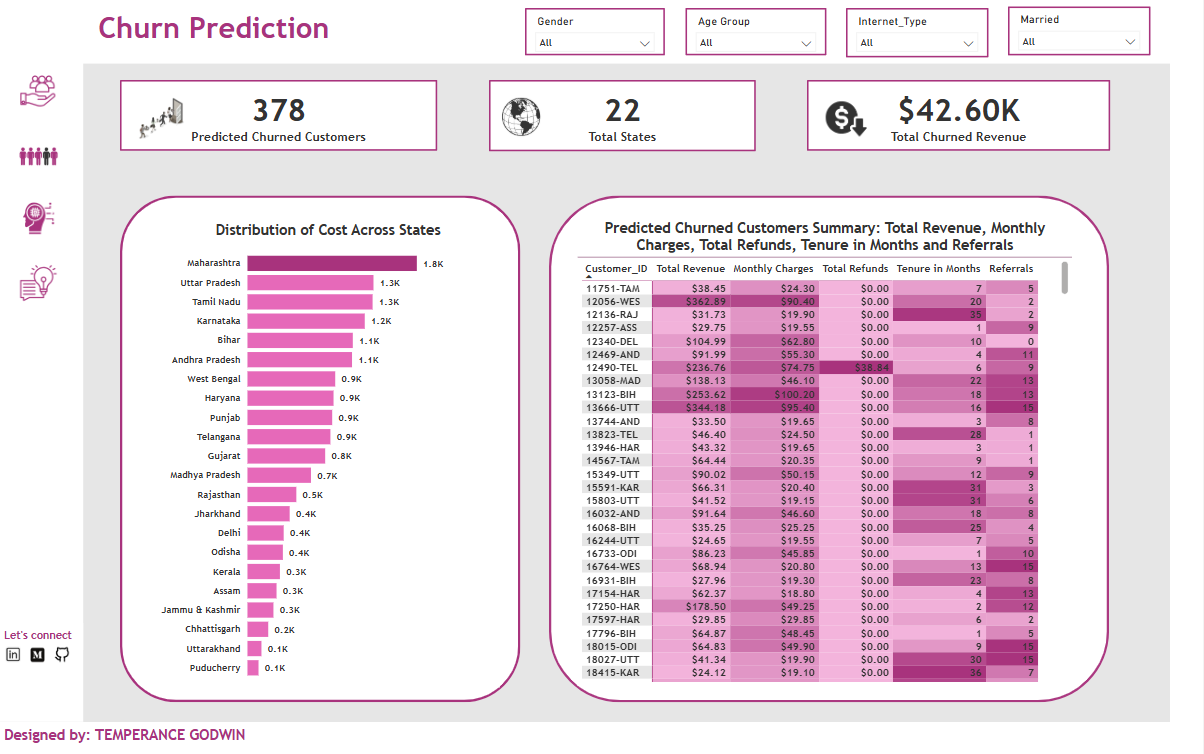 Churn Prediction
Gender
All
Age Group
All
Internet_Type
All
Married
All
378
Predicted Churned Customers
22
Total States
$42.60K
Total Churned Revenue
Distribution of Cost Across States
Maharashtra 1.8K
Uttar Pradesh 1.3K
Tamil Nadu 1.3K
Karnataka 1.2K
Bihar 1.1K
Andhra Pradesh 1.1K
West Bengal 0.9K
Haryana 0.9K
Punjab 0.9K
Telangana 0.9K
Gujarat 0.8K
Madhya Pradesh 0.7K
Rajasthan 0.5K
Jharkhand 0.4K
Delhi 0.4K
Odisha 0.4K
Kerala 0.3K
Assam 0.3K
Jammu & Kashmir 0.3K
Chhattisgarh 0.2K
Uttarakhand 0.1K
Puducherry 0.1K
Predicted Churned Customers Summary: Total Revenue, Monthly
Charges, Total Refunds, Tenure in Months and Referrals
Customer_ID Total Revenue Monthly Charges Total Refunds Tenure in Months Referrals
11751-TAM $38.45 $24.30 $0.00 7 5
12056-WES $362.89 $90.40 $0.00 20 2
12136-RAJ $31.73 $19.90 $0.00 35 2
12257-ASS $29.75 $19.55 $0.00 1 9
12340-DEL $104.99 $62.80 $0.00 10 0
12469-AND $91.99 $55.30 $0.00 4 11
12490-TEL $236.76 $74.75 $38.84 6 9
13058-MAD $138.13 $46.10 $0.00 22 13
13123-BIH $253.62 $100.20 $0.00 18 13
13666-UTT $344.18 $95.40 $0.00 16 15
13744-AND $33.50 $19.65 $0.00 3 8
13823-TEL $46.40 $24.50 $0.00 28 1
13946-HAR $43.32 $19.65 $0.00 3 1
14567-TAM $64.44 $20.35 $0.00 9 1
15349-UTT $90.02 $50.15 $0.00 12 9
15591-KAR $66.31 $20.40 $0.00 31 3
15803-UTT $41.52 $19.15 $0.00 31 6
16032-AND $91.64 $46.60 $0.00 18 8
16068-BIH $35.25 $25.25 $0.00 25 4
16244-UTT $24.65 $19.55 $0.00 7 5
16733-ODI $86.23 $45.85 $0.00 1 10
16764-WES $68.94 $20.80 $0.00 13 15
16931-BIH $27.96 $19.30 $0.00 23 8
17154-HAR $62.37 $18.80 $0.00 4 13
17250-HAR $178.50 $49.25 $0.00 2 12
17597-HAR $29.85 $29.85 $0.00 6 2
17796-BIH $64.87 $48.45 $0.00 1 5
18015-ODI $64.83 $49.90 $0.00 9 15
18027-UTT $41.34 $19.90 $0.00 30 15
18415-KAR $24.12 $19.10 $0.00 36 7
Let's connect
in M
Designed by: TEMPERANCE GODWIN